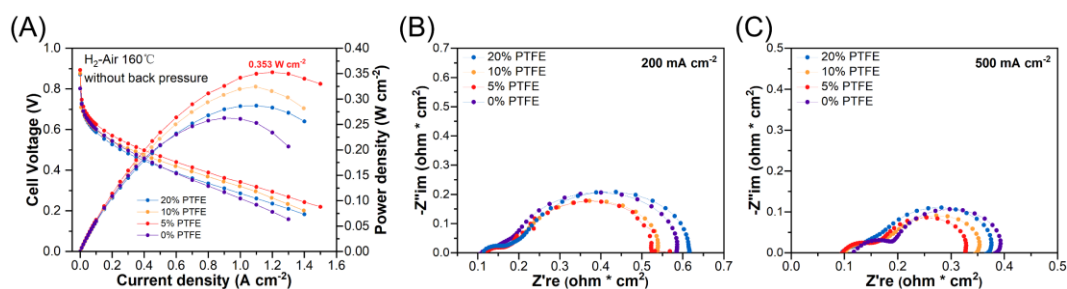 (A)
H2-Air 160℃
without back pressure
0.353 W cm-2
Cell Voltage (V)
1.0
0.8
0.6
0.4
0.2
0.0
20% PTFE
10% PTFE
5% PTFE
0% PTFE
0.40
0.35
0.30
0.25
0.20
0.15
0.10
0.05
0.00
Power density (W cm-2)
0.0 0.2 0.4 0.6 0.8 1.0 1.2 1.4 1.6
Current density (A cm-2)
(B)
20% PTFE
10% PTFE
5% PTFE
0% PTFE
200 mA cm-2
-Z"im (ohm * cm2)
0.7
0.6
0.5
0.4
0.3
0.2
0.1
0.0
0.0 0.1 0.2 0.3 0.4 0.5 0.6 0.7
Z're (ohm * cm2)
(C)
20% PTFE
10% PTFE
5% PTFE
0% PTFE
500 mA cm-2
-Z"im (ohm * cm2)
0.5
0.4
0.3
0.2
0.1
0.0
0.0 0.1 0.2 0.3 0.4 0.5
Z're (ohm * cm2)